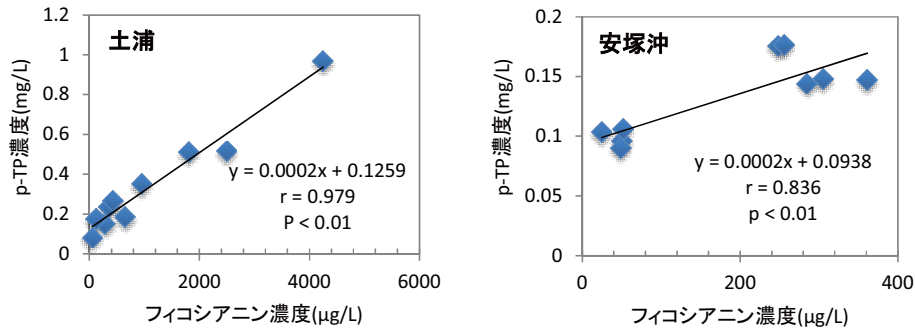 土浦
p-TP濃度(mg/L)
1.2
1
0.8
0.6
0.4
0.2
0
y = 0.0002x + 0.1259
r = 0.979
P < 0.01
0 2000 4000 6000
フィコシアニン濃度(µg/L)
安塚沖
p-TP濃度(mg/L)
0.2
0.15
0.1
0.05
0
y = 0.0002x + 0.0938
r = 0.836
p < 0.01
0 200 400
フィコシアニン濃度(µg/L)